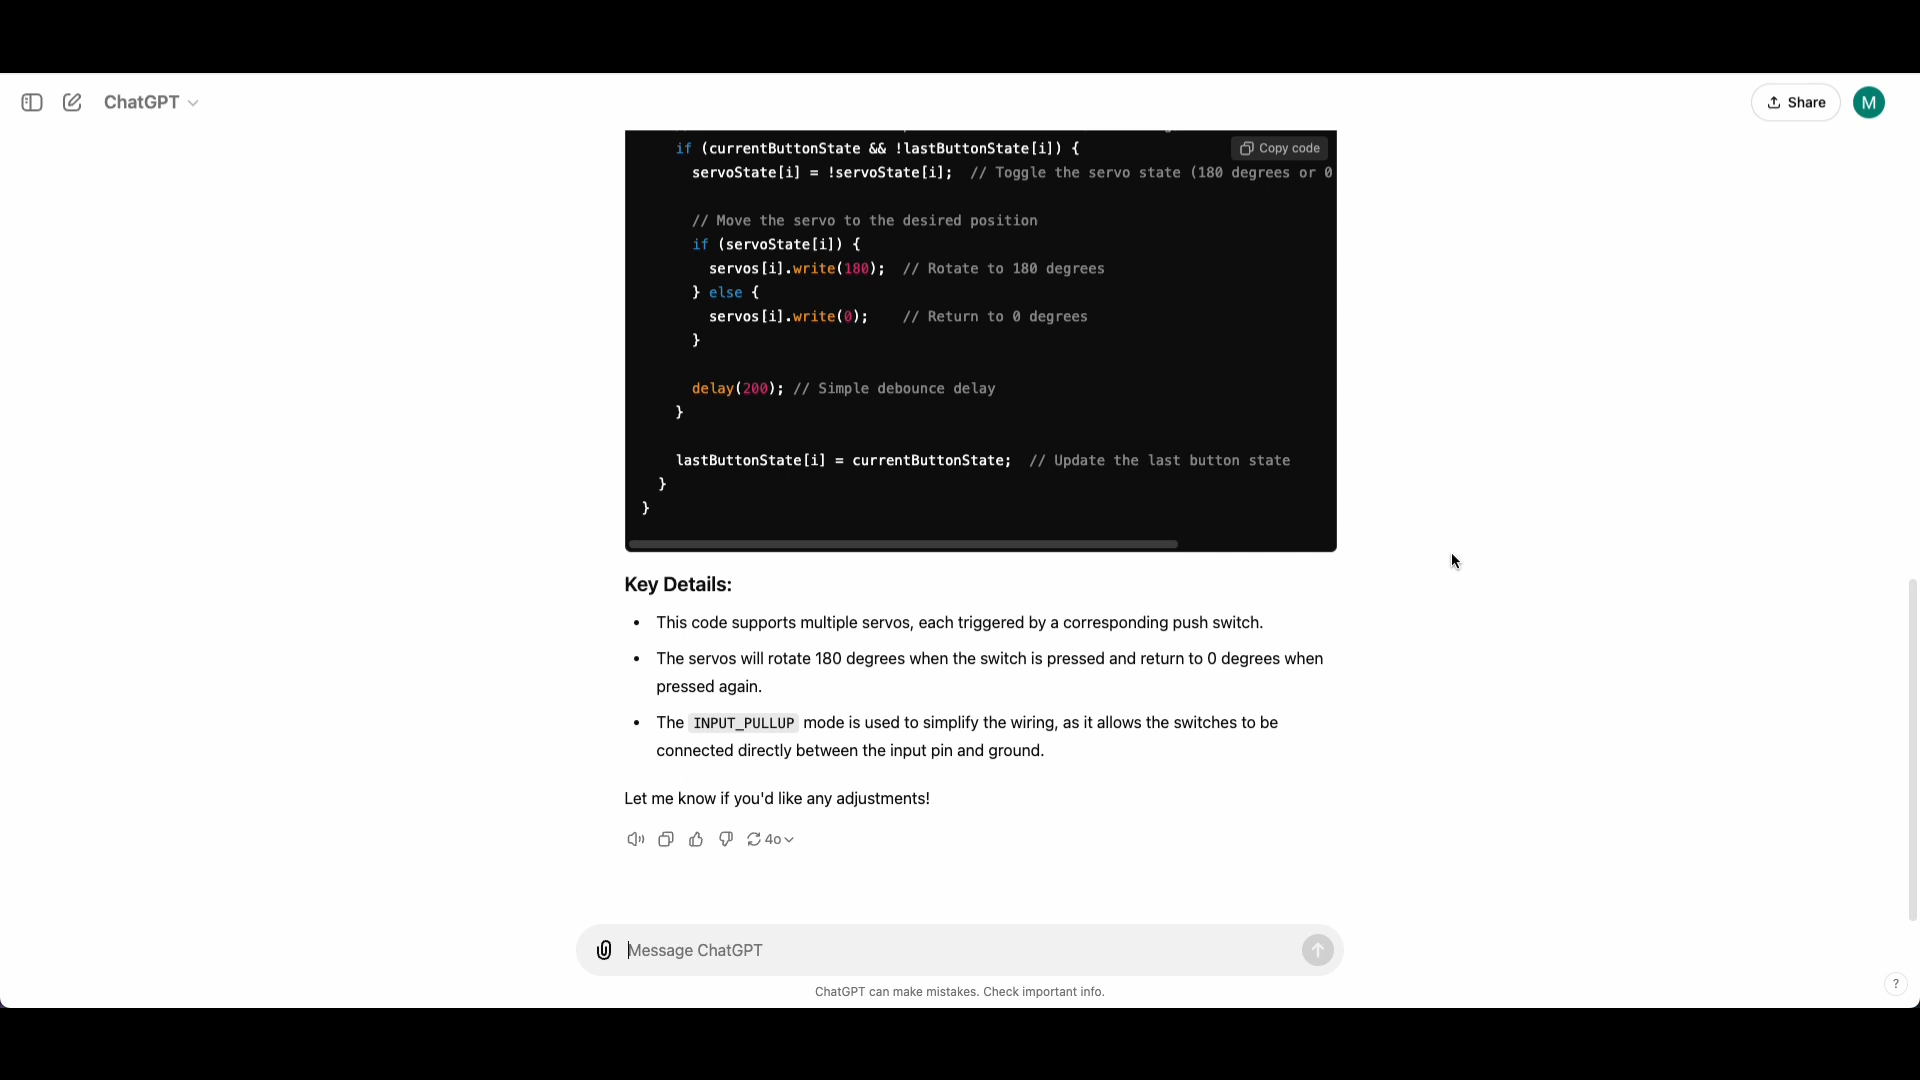 ChatGPT
Share
M
if (currentButtonState && !lastButtonState[i]) {
Copy code
servoState[i] = !servoState[i]; // Toggle the servo state (180 degrees or 0
// Move the servo to the desired position
if (servoState[i]) {
servos[i].write(180); // Rotate to 180 degrees
} else {
servos[i].write(0); // Return to 0 degrees
}
delay(200); // Simple debounce delay
}
lastButtonState[i] = currentButtonState; // Update the last button state
}
}
Key Details:
• This code supports multiple servos, each triggered by a corresponding push switch.
• The servos will rotate 180 degrees when the switch is pressed and return to 0 degrees when
pressed again.
• The INPUT_PULLUP mode is used to simplify the wiring, as it allows the switches to be
connected directly between the input pin and ground.
Let me know if you'd like any adjustments!
4o
Message ChatGPT
ChatGPT can make mistakes. Check important info.
?